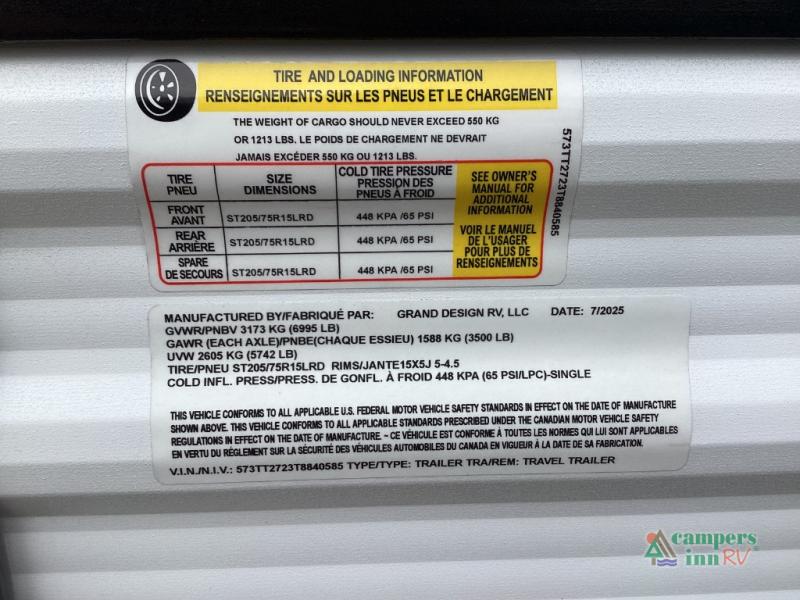 TIRE AND LOADING INFORMATION
RENSEIGNEMENTS SUR LES PNEUS ET LE CHARGEMENT
THE WEIGHT OF CARGO SHOULD NEVER EXCEED 550 KG
OR 1213 LBS. LE POIDS DE CHARGEMENT NE DEVRAIT
JAMAIS EXCÉDER 550 KG OU 1213 LBS.
TIRE SIZE COLD TIRE PRESSURE
PNEU DIMENSIONS PRESSION DES
PNEUS À FROID
FRONT
AVANT ST205/75R15LRD 448 KPA /65 PSI
REAR
ARRIÈRE ST205/75R15LRD 448 KPA /65 PSI
SPARE
DE SECOURS ST205/75R15LRD 448 KPA /65 PSI
SEE OWNER'S
MANUAL FOR
ADDITIONAL
INFORMATION
VOIR LE MANUEL
DE L'USAGER
POUR PLUS DE
RENSEIGNEMENTS
573TT2723T8840585
MANUFACTURED BY/FABRIQUÉ PAR: GRAND DESIGN RV, LLC DATE: 7/2025
GVWR/PNBV 3173 KG (6995 LB)
GAWR (EACH AXLE)/PNBE(CHAQUE ESSIEU) 1588 KG (3500 LB)
UVW 2605 KG (5742 LB)
TIRE/PNEU ST205/75R15LRD RIMS/JANTE15X5J 5-4.5
COLD INFL. PRESS/PRESS. DE GONFL. À FROID 448 KPA (65 PSI/LPC)-SINGLE
THIS VEHICLE CONFORMS TO ALL APPLICABLE U.S. FEDERAL MOTOR VEHICLE SAFETY STANDARDS IN EFFECT ON THE DATE OF MANUFACTURE
SHOWN ABOVE. THIS VEHICLE CONFORMS TO ALL APPLICABLE STANDARDS PRESCRIBED UNDER THE CANADIAN MOTOR VEHICLE SAFETY
REGULATIONS IN EFFECT ON THE DATE OF MANUFACTURE. ~ CE VÉHICULE EST CONFORME À TOUTES LES NORMES QUI LUI SONT APPLICABLES
EN VERTU DU RÈGLEMENT SUR LA SÉCURITÉ DES VÉHICULES AUTOMOBILES DU CANADA EN VIGUEUR À LA DATE DE SA FABRICATION.
V.I.N./N.I.V.: 573TT2723T8840585 TYPE/TYPE: TRAILER TRA/REM: TRAVEL TRAILER
campers
inn RV